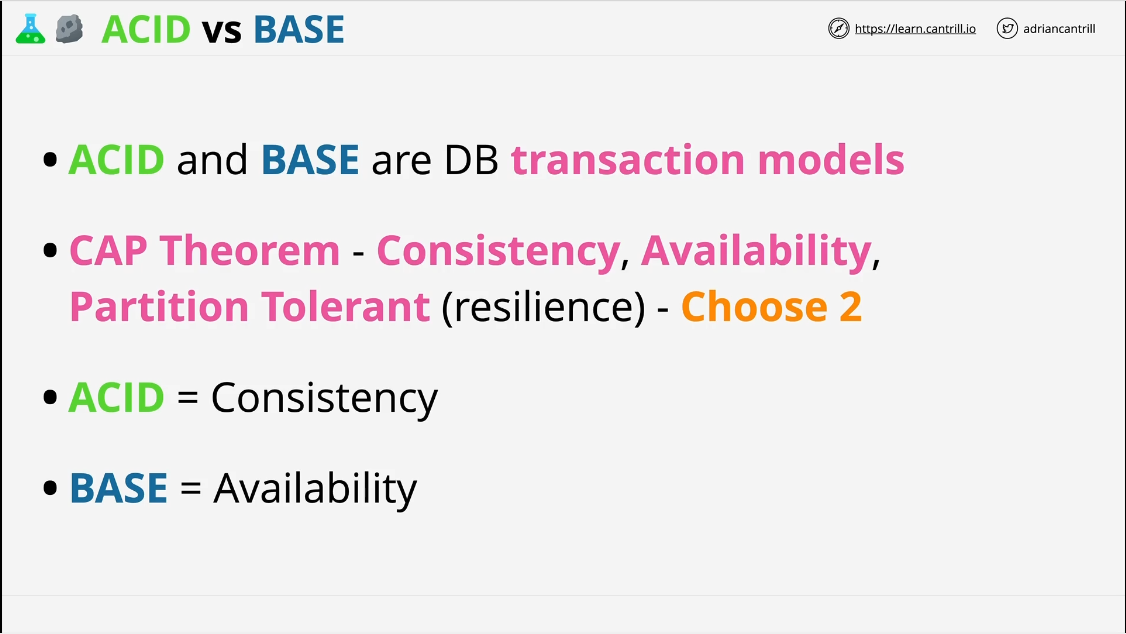 ACID vs BASE
https://learn.cantrill.io
adriancantrill
• ACID and BASE are DB transaction models
• CAP Theorem - Consistency, Availability,
Partition Tolerant (resilience) - Choose 2
• ACID = Consistency
• BASE = Availability